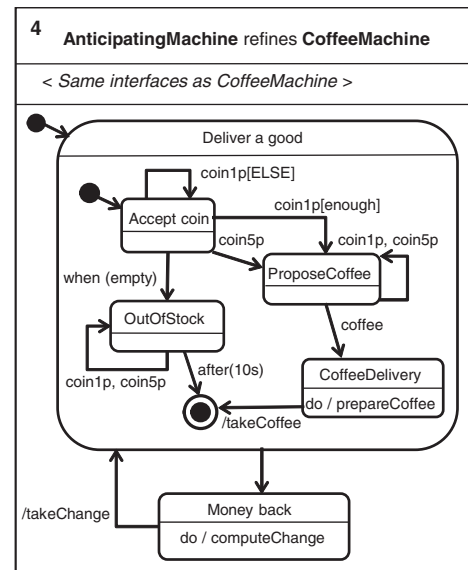 4
AnticipatingMachine refines CoffeeMachine
< Same interfaces as CoffeeMachine >
Deliver a good
coin1p[ELSE]
Accept coin
coin1p[enough]
coin5p
coin1p, coin5p
ProposeCoffee
when (empty)
OutOfStock
coffee
coin1p, coin5p
after(10s)
CoffeeDelivery
do / prepareCoffee
/takeCoffee
Money back
/takeChange
do / computeChange